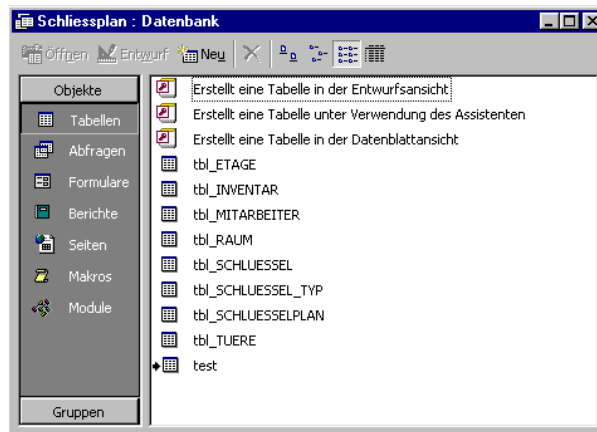 Schliessplan : Datenbank
Öffnen Entwurf Neu
Objekte
Tabellen
Abfragen
Formulare
Berichte
Seiten
Makros
Module
Gruppen
Erstellt eine Tabelle in der Entwurfsansicht
Erstellt eine Tabelle unter Verwendung des Assistenten
Erstellt eine Tabelle in der Datenblattansicht
tbl_ETAGE
tbl_INVENTAR
tbl_MITARBEITER
tbl_RAUM
tbl_SCHLUESSEL
tbl_SCHLUESSEL_TYP
tbl_SCHLUESSELPLAN
tbl_TUERE
test